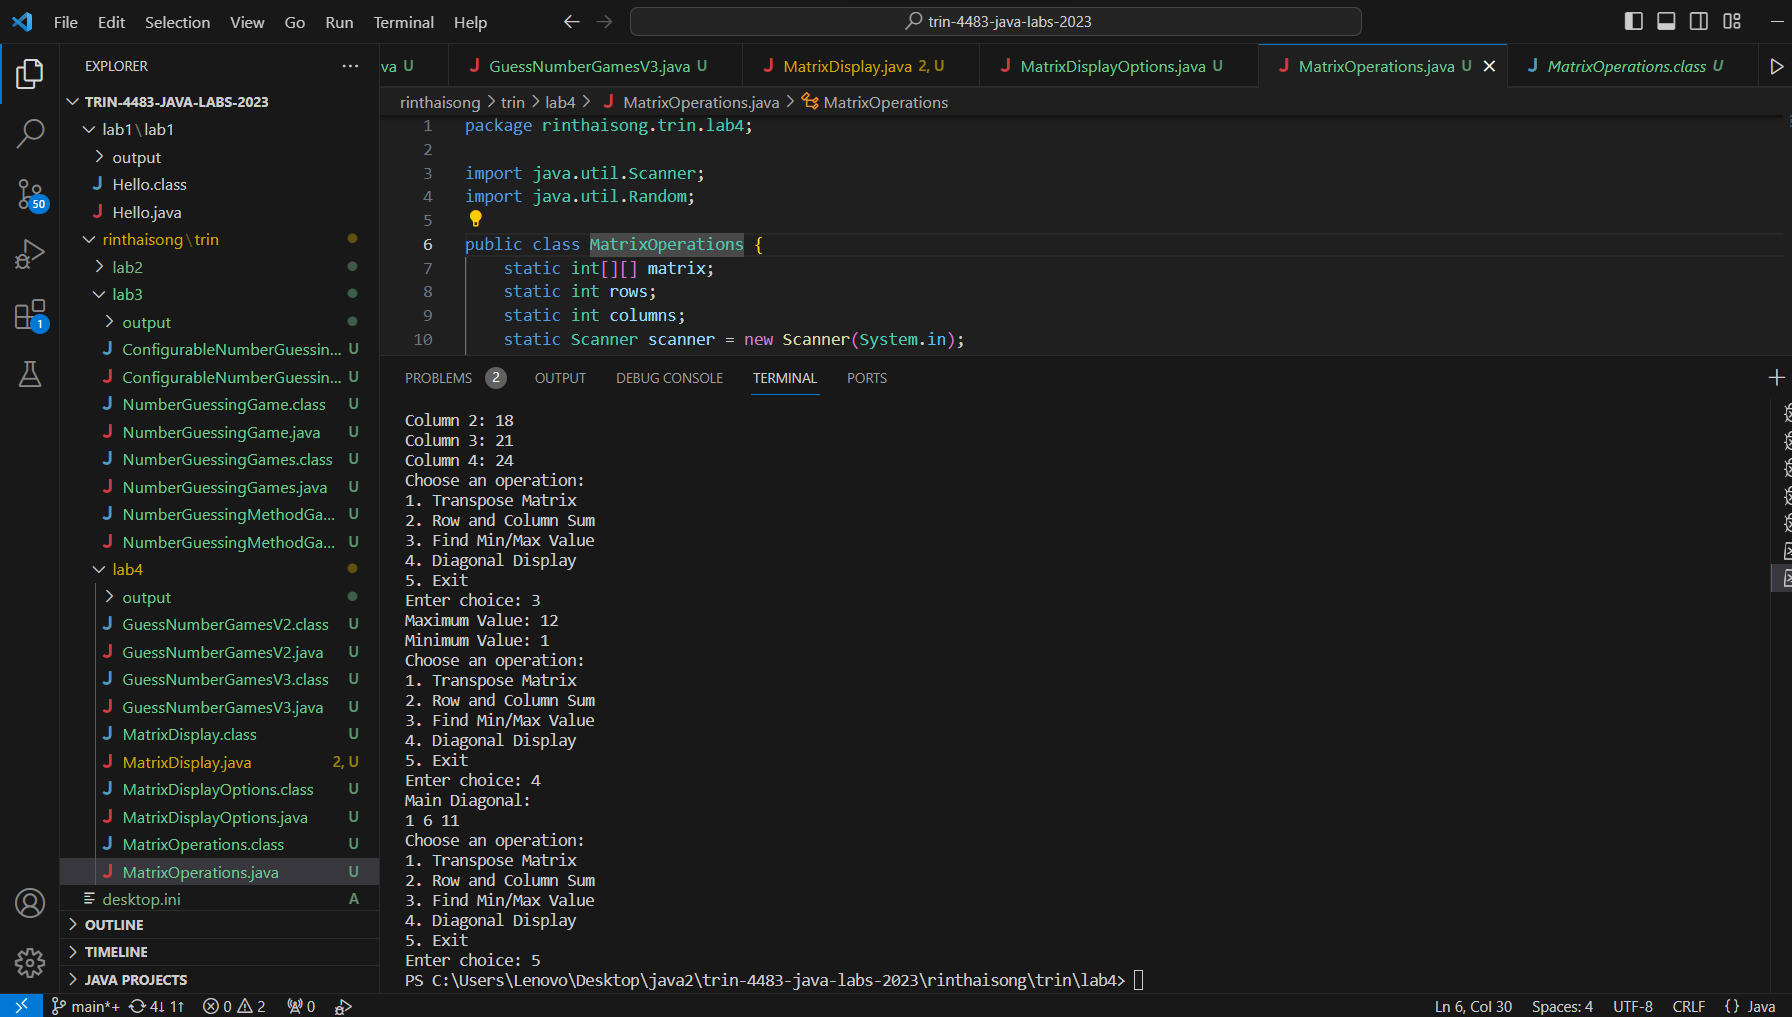 File Edit Selection View Go Run Terminal Help
trin-4483-java-labs-2023
EXPLORER
TRIN-4483-JAVA-LABS-2023
lab1\lab1
output
Hello.class
Hello.java
rinthaisong\trin
lab2
lab3
output
ConfigurableNumberGuessin... U
ConfigurableNumberGuessin... U
NumberGuessingGame.class U
NumberGuessingGame.java U
NumberGuessingGames.class U
NumberGuessingGames.java U
NumberGuessingMethodGa... U
NumberGuessingMethodGa... U
lab4
output
GuessNumberGamesV2.class U
GuessNumberGamesV2.java U
GuessNumberGamesV3.class U
GuessNumberGamesV3.java U
MatrixDisplay.class U
MatrixDisplay.java 2, U
MatrixDisplayOptions.class U
MatrixDisplayOptions.java U
MatrixOperations.class U
MatrixOperations.java U
desktop.ini A
OUTLINE
TIMELINE
JAVA PROJECTS
50
1
va U GuessNumberGamesV3.java U MatrixDisplay.java 2, U MatrixDisplayOptions.java U MatrixOperations.java U MatrixOperations.class U
rinthaisong > trin > lab4 > MatrixOperations.java > MatrixOperations
1 package rinthaisong.trin.lab4;
2
3 import java.util.Scanner;
4 import java.util.Random;
5
6 public class MatrixOperations {
7 static int[][] matrix;
8 static int rows;
9 static int columns;
10 static Scanner scanner = new Scanner(System.in);
PROBLEMS 2 OUTPUT DEBUG CONSOLE TERMINAL PORTS
Column 2: 18
Column 3: 21
Column 4: 24
Choose an operation:
1. Transpose Matrix
2. Row and Column Sum
3. Find Min/Max Value
4. Diagonal Display
5. Exit
Enter choice: 3
Maximum Value: 12
Minimum Value: 1
Choose an operation:
1. Transpose Matrix
2. Row and Column Sum
3. Find Min/Max Value
4. Diagonal Display
5. Exit
Enter choice: 4
Main Diagonal:
1 6 11
Choose an operation:
1. Transpose Matrix
2. Row and Column Sum
3. Find Min/Max Value
4. Diagonal Display
5. Exit
Enter choice: 5
PS C:\Users\Lenovo\Desktop\java2\trin-4483-java-labs-2023\rinthaisong\trin\lab4>
main*+ 4↓ 1↑ 0 2 0 Ln 6, Col 30 Spaces: 4 UTF-8 CRLF {} Java